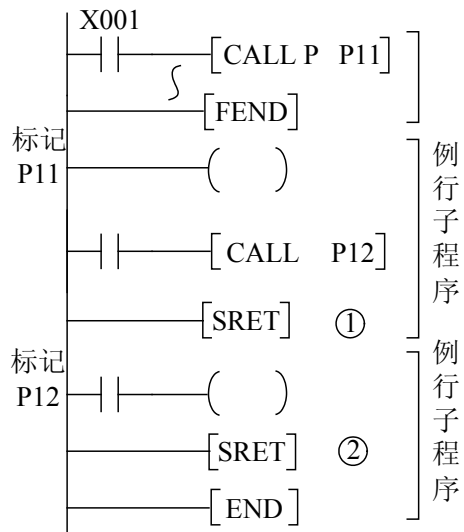 X001
CALL P P11
FEND
标记
P11
CALL P12
SRET ①
例行子程序
标记
P12
SRET ②
END
例行子程序